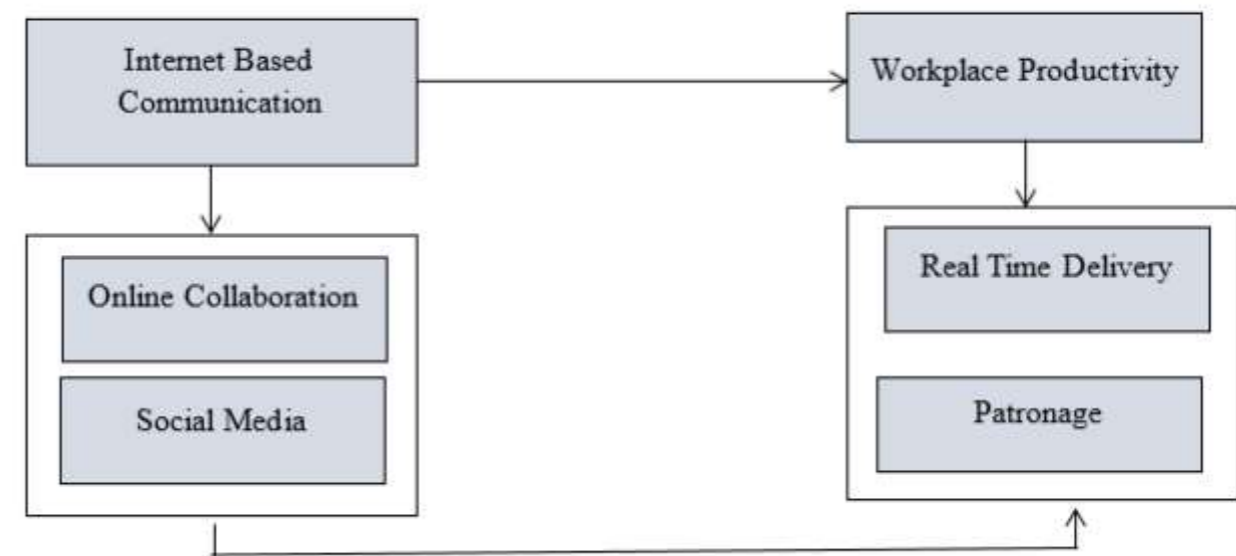 Internet Based
Communication
Workplace Productivity
Online Collaboration
Social Media
Real Time Delivery
Patronage